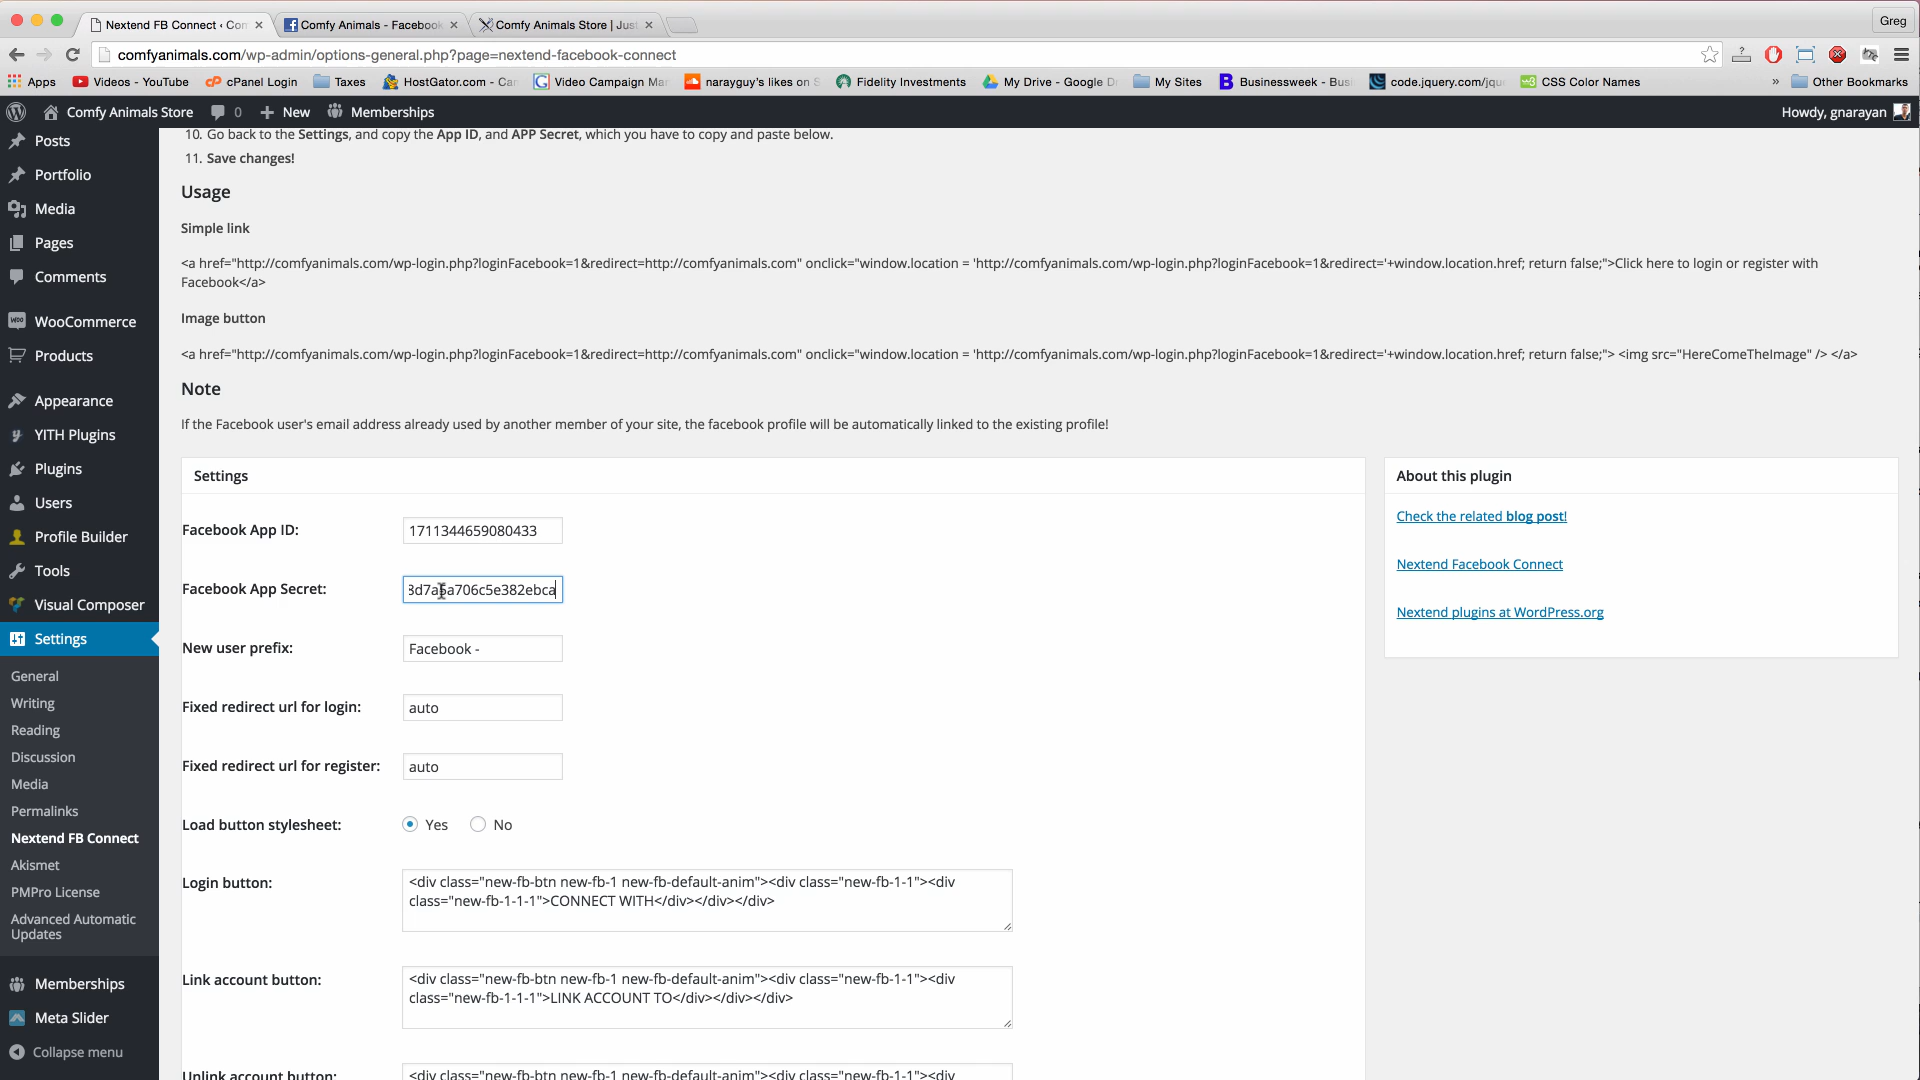 Nextend FB Connect ‹ Com
Comfy Animals - Facebook
Comfy Animals Store | Just
Greg
comfyanimals.com/wp-admin/options-general.php?page=nextend-facebook-connect
Apps
Videos - YouTube
cPanel Login
Taxes
HostGator.com - Can
Video Campaign Man
narayguy's likes on S
Fidelity Investments
My Drive - Google D
My Sites
Businessweek - Bus
code.jquery.com/jqu
CSS Color Names
»
Other Bookmarks
Comfy Animals Store
0
New
Memberships
Howdy, gnarayan
Posts
Portfolio
Media
Pages
Comments
WooCommerce
Products
Appearance
YITH Plugins
Plugins
Users
Profile Builder
Tools
Visual Composer
Settings
General
Writing
Reading
Discussion
Media
Permalinks
Nextend FB Connect
Akismet
PMPro License
Advanced Automatic
Updates
Memberships
Meta Slider
Collapse menu
10. Go back to the Settings, and copy the App ID, and APP Secret, which you have to copy and paste below.
11. Save changes!
Usage
Simple link
<a href="http://comfyanimals.com/wp-login.php?loginFacebook=1&redirect=http://comfyanimals.com" onclick="window.location = 'http://comfyanimals.com/wp-login.php?loginFacebook=1&redirect='+window.location.href; return false;">Click here to login or register with
Facebook</a>
Image button
<a href="http://comfyanimals.com/wp-login.php?loginFacebook=1&redirect=http://comfyanimals.com" onclick="window.location = 'http://comfyanimals.com/wp-login.php?loginFacebook=1&redirect='+window.location.href; return false;"> <img src="HereComeTheImage" /> </a>
Note
If the Facebook user's email address already used by another member of your site, the facebook profile will be automatically linked to the existing profile!
Settings
Facebook App ID:
1711344659080433
Facebook App Secret:
New user prefix:
Facebook -
Fixed redirect url for login:
auto
Fixed redirect url for register:
auto
Load button stylesheet:
Yes
No
Login button:
<div class="new-fb-btn new-fb-1 new-fb-default-anim"><div class="new-fb-1-1"><div
class="new-fb-1-1-1">CONNECT WITH</div></div></div>
Link account button:
<div class="new-fb-btn new-fb-1 new-fb-default-anim"><div class="new-fb-1-1"><div
class="new-fb-1-1-1">LINK ACCOUNT TO</div></div></div>
Unlink account button:
<div class="new-fb-btn new-fb-1 new-fb-default-anim"><div class="new-fb-1-1"><div
About this plugin
Check the related blog post!
Nextend Facebook Connect
Nextend plugins at WordPress.org